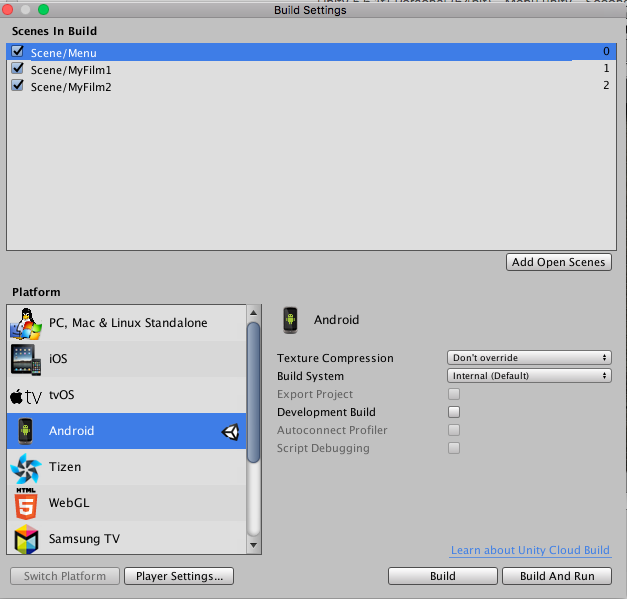 Build Settings
Scenes In Build
Scene/Menu 0
Scene/MyFilm1 1
Scene/MyFilm2 2
Add Open Scenes
Platform
PC, Mac & Linux Standalone
iOS
tv tvOS
Android
Tizen
HTML 5 WebGL
Samsung TV
Android
Texture Compression Don't override
Build System Internal (Default)
Export Project
Development Build
Autoconnect Profiler
Script Debugging
Learn about Unity Cloud Build
Switch Platform Player Settings... Build Build And Run